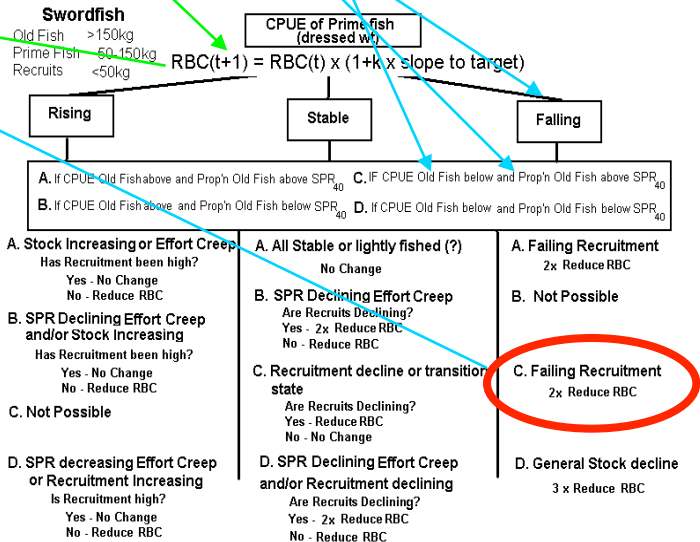 Swordfish
Old Fish >150kg
Prime Fish 50-150kg
Recruits <50kg
CPUE of Prime fish
(dressed wt)
RBC(t+1) = RBC(t) x (1+k x slope to target)
Rising
Stable
Falling
A. If CPUE Old Fish above and Prop'n Old Fish above SPR40
B. If CPUE Old Fish above and Prop'n Old Fish below SPR40
C. IF CPUE Old Fish below and Prop'n Old Fish above SPR40
D. If CPUE Old Fish below and Prop'n Old Fish below SPR40
A. Stock Increasing or Effort Creep
Has Recruitment been high?
Yes - No Change
No - Reduce RBC
B. SPR Declining Effort Creep
and/or Stock Increasing
Has Recruitment been high?
Yes - No Change
No - Reduce RBC
C. Not Possible
D. SPR decreasing Effort Creep
or Recruitment Increasing
Is Recruitment high?
Yes - No Change
No - Reduce RBC
A. All Stable or lightly fished (?)
No Change
B. SPR Declining Effort Creep
Are Recruits Declining?
Yes - 2x Reduce RBC
No - Reduce RBC
C. Recruitment decline or transition
state
Are Recruits Declining?
Yes - Reduce RBC
No - No Change
D. SPR Declining Effort Creep
and/or Recruitment declining
Are Recruits Declining?
Yes - 2x Reduce RBC
No - Reduce RBC
A. Failing Recruitment
2x Reduce RBC
B. Not Possible
C. Failing Recruitment
2x Reduce RBC
D. General Stock decline
3 x Reduce RBC